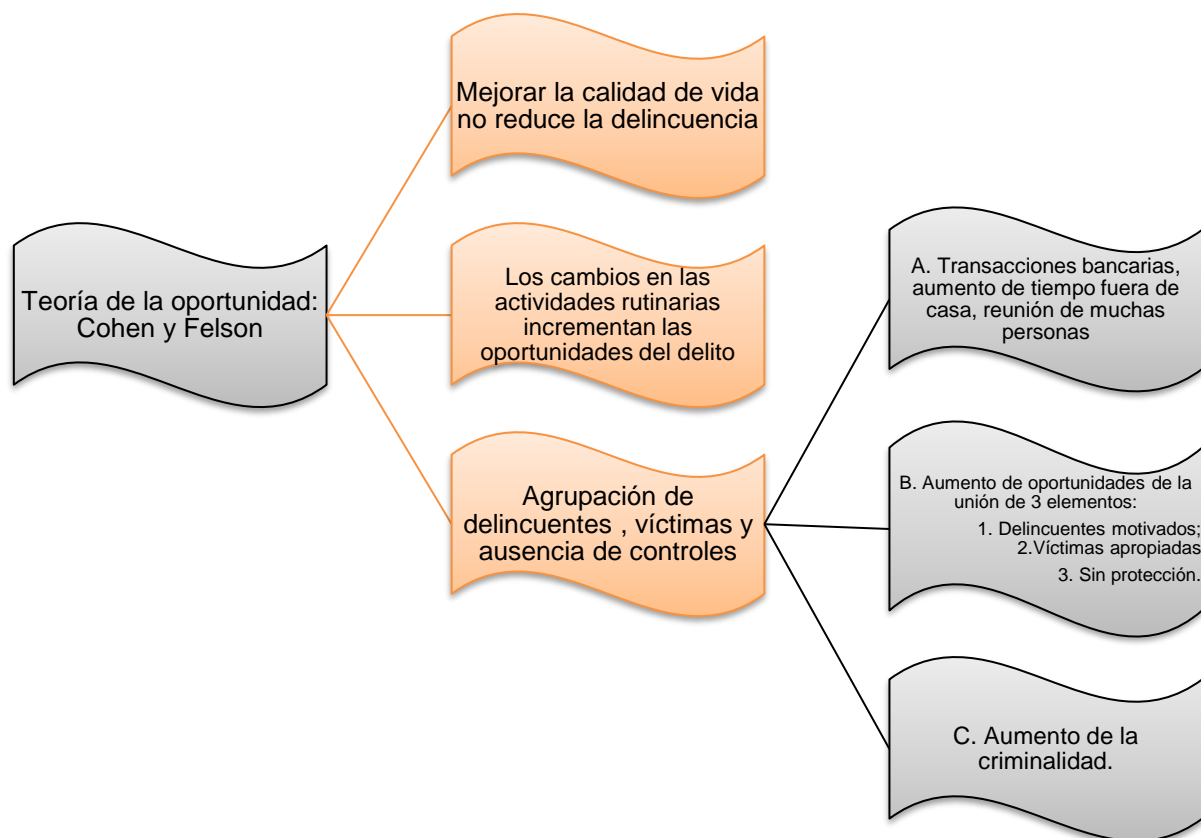 Teoría de la oportunidad:
Cohen y Felson
Mejorar la calidad de vida
no reduce la delincuencia
Los cambios en las
actividades rutinarias
incrementan las
oportunidades del delito
Agrupación de
delincuentes , víctimas y
ausencia de controles
A. Transacciones bancarias,
aumento de tiempo fuera de
casa, reunión de muchas
personas
B. Aumento de oportunidades de la
unión de 3 elementos:
1. Delincuentes motivados;
2.Víctimas apropiadas
3. Sin protección.
C. Aumento de la
criminalidad.